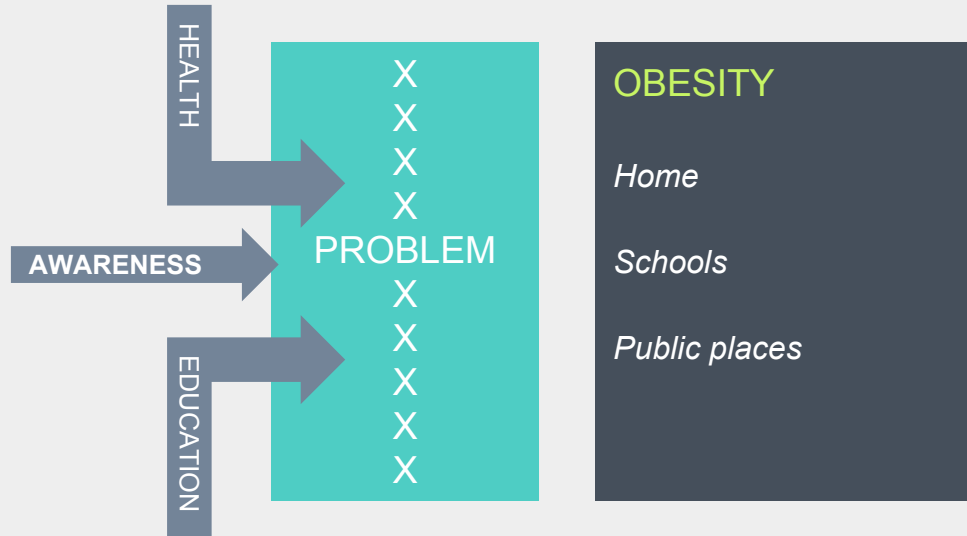 HEALTH
AWARENESS
EDUCATION
X
X
X
X
PROBLEM
X
X
X
X
X
OBESITY
Home
Schools
Public places